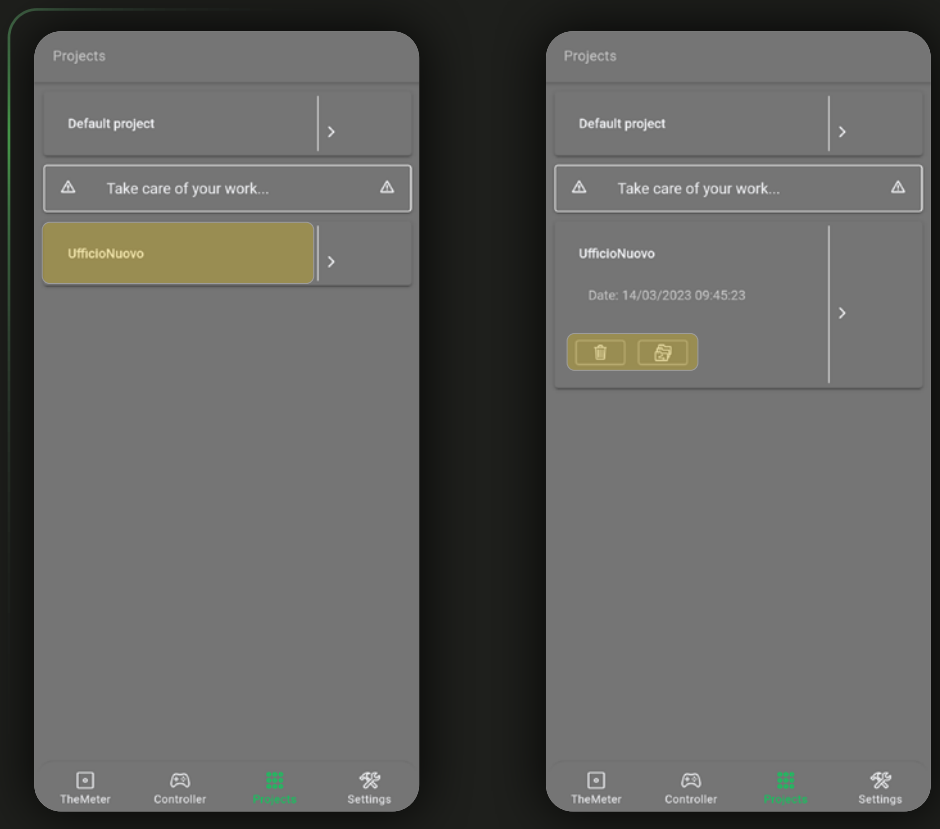 Projects
Default project
Take care of your work...
UfficioNuovo
TheMeter
Controller
Projects
Settings
Projects
Default project
Take care of your work...
UfficioNuovo
Date: 14/03/2023 09:45:23
TheMeter
Controller
Projects
Settings